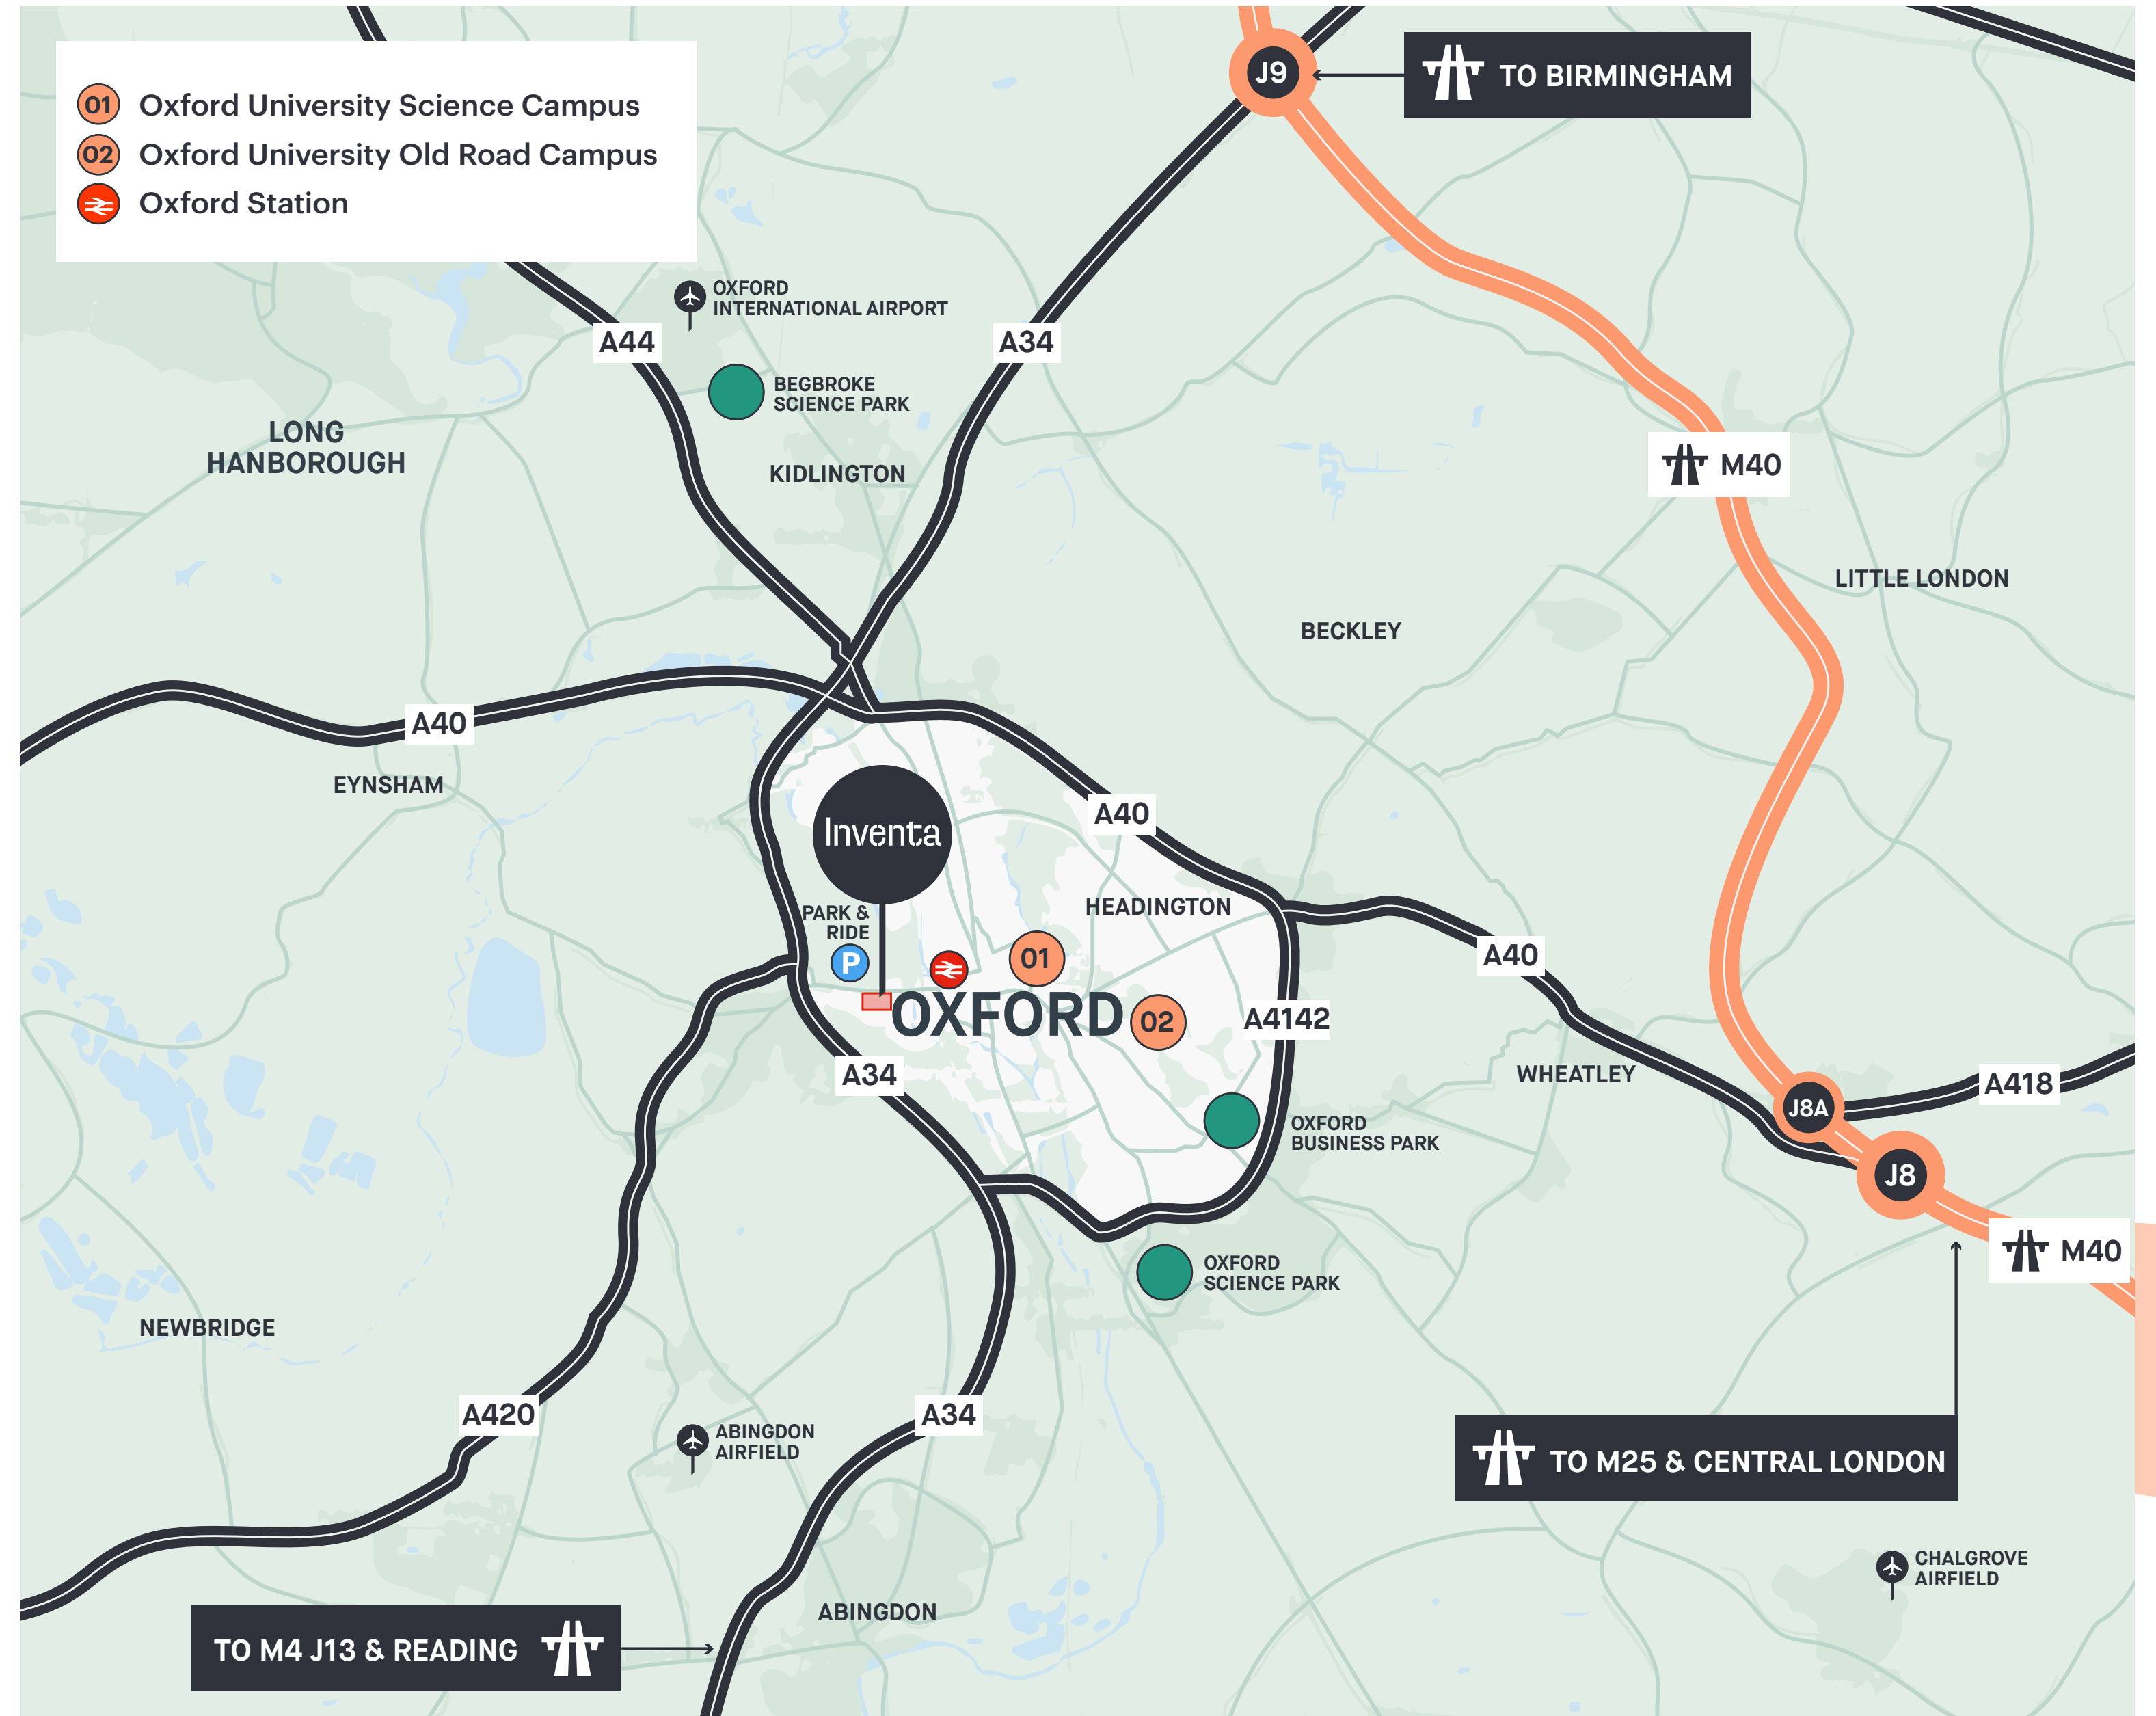 J9
TO BIRMINGHAM
01 Oxford University Science Campus
02 Oxford University Old Road Campus
Oxford Station
OXFORD
INTERNATIONAL AIRPORT
A44
A34
BEGBROKE
SCIENCE PARK
LONG
HANBOROUGH
KIDLINGTON
M40
LITTLE LONDON
BECKLEY
A40
EYNSHAM
A40
Inventa
PARK &
RIDE
P
HEADINGTON
01
A40
OXFORD
02
A4142
A34
WHEATLEY
J8A
A418
OXFORD
BUSINESS PARK
J8
M40
OXFORD
SCIENCE PARK
NEWBRIDGE
A420
A34
ABINGDON
AIRFIELD
TO M25 & CENTRAL LONDON
CHALGROVE
AIRFIELD
ABINGDON
TO M4 J13 & READING